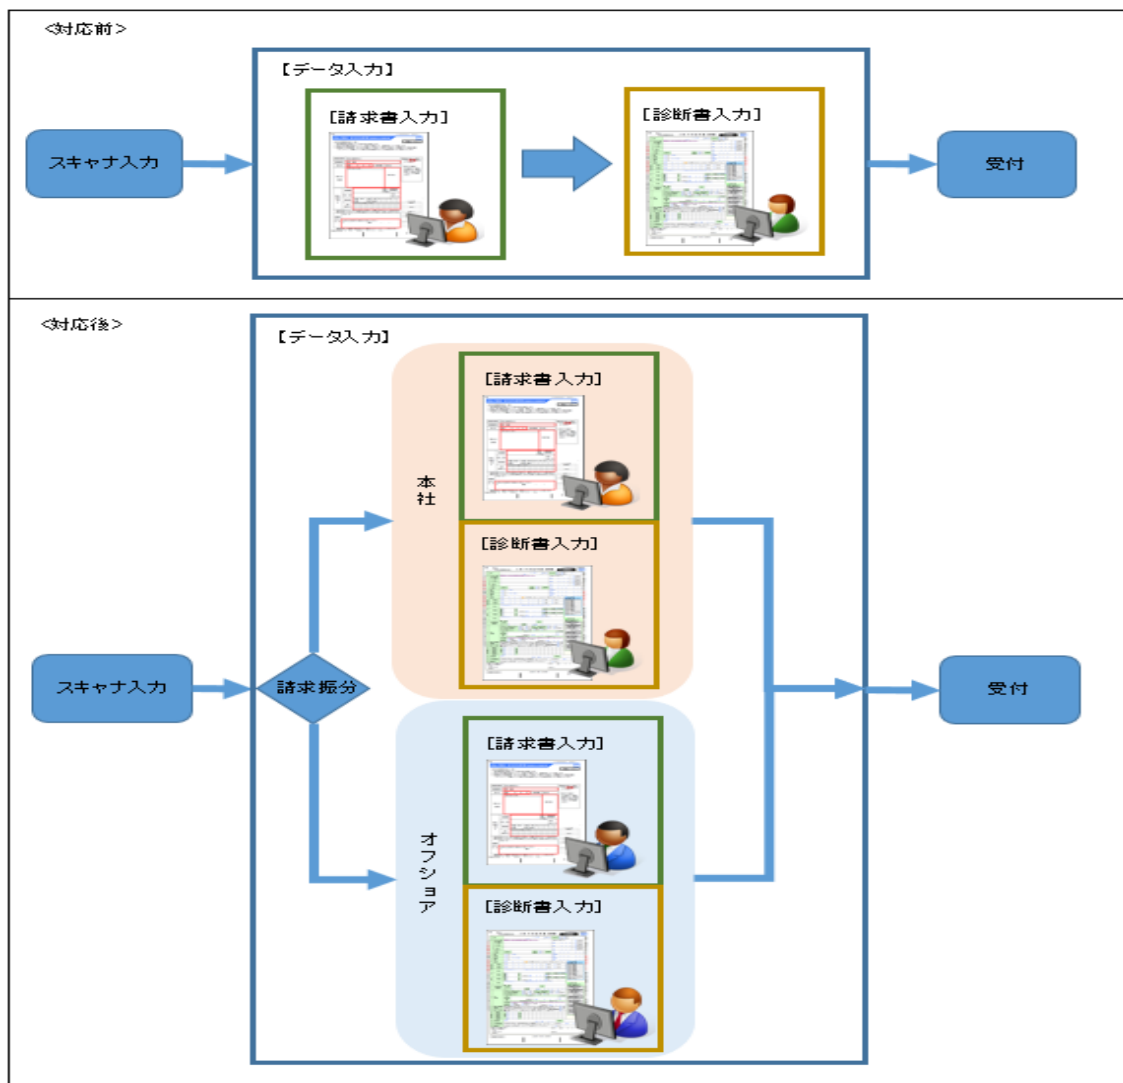 <対応前>
【データ入力】
[請求書入力]
[診断書入力]
スキャナ入力
受付
<対応後>
【データ入力】
[請求書入力]
本社
[診断書入力]
スキャナ入力
請求振分
受付
[請求書入力]
オフショア
[診断書入力]